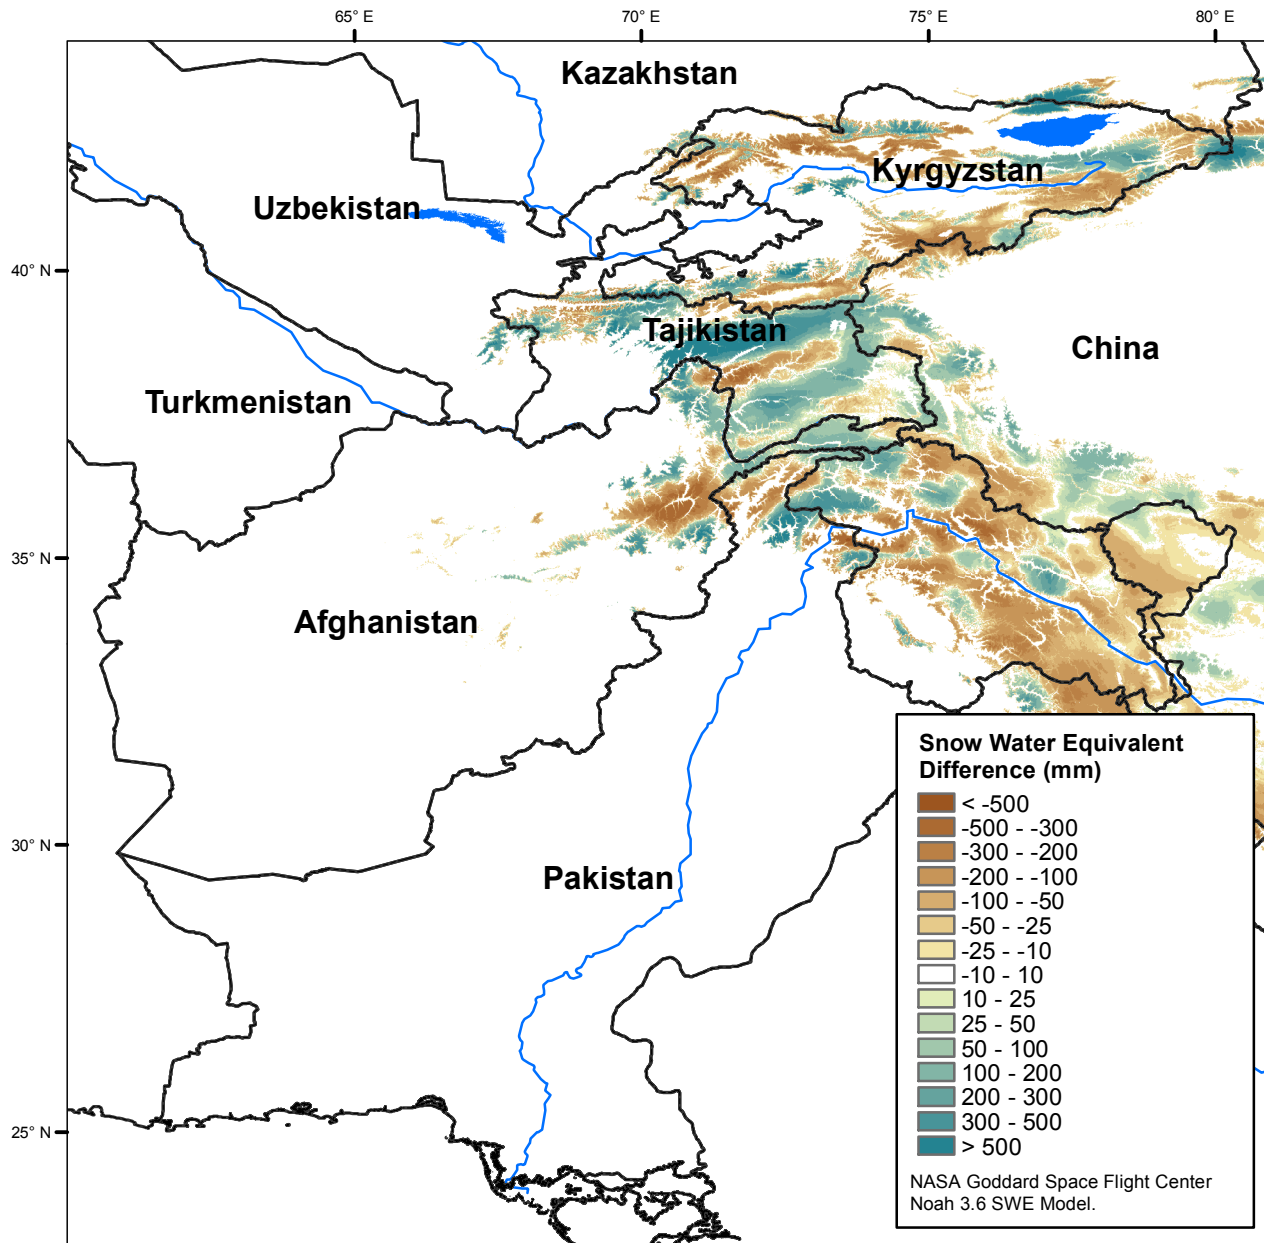 65° E
70° E
75° E
80° E
Kazakhstan
Kyrgyzstan
Uzbekistan
40° N
Tajikistan
China
Turkmenistan
35° N
Afghanistan
Snow Water Equivalent
Difference (mm)
< -500
-500 - -300
-300 - -200
-200 - -100
-100 - -50
-50 - -25
-25 - -10
-10 - 10
10 - 25
25 - 50
50 - 100
100 - 200
200 - 300
300 - 500
> 500
30° N
Pakistan
25° N
NASA Goddard Space Flight Center
Noah 3.6 SWE Model.